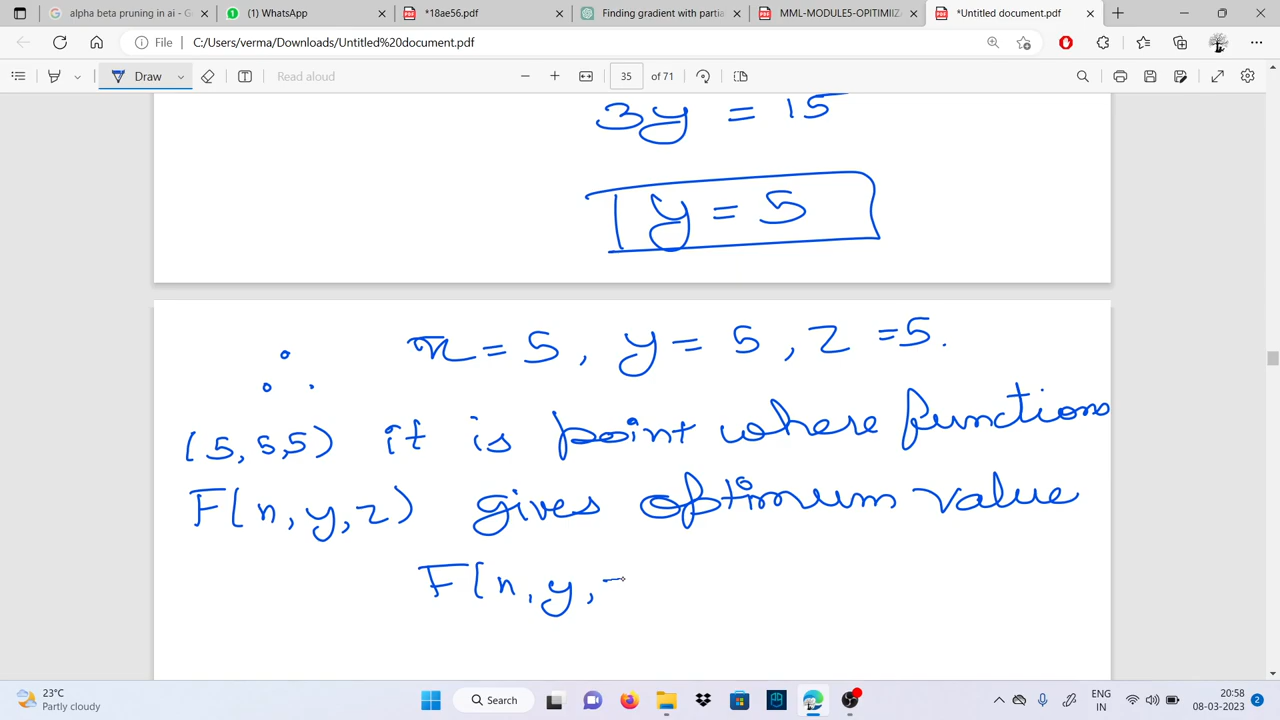 alpha beta pruning in ai - G
(1) WhatsApp
*18ae56.pdf
Finding gradient with partia
MML-MODULE5-OPITIMIIZA
*Untitled document.pdf
File C:/Users/verma/Downloads/Untitled%20document.pdf
Draw Read aloud 35 of 71
3y = 15
y = 5
∴ x = 5, y = 5, z = 5.
(5,5,5) it is point where functions
F(x, y, z) gives optimum value
F(x, y,
23°C
Partly cloudy
Search
ENG
IN
20:58
08-03-2023
2